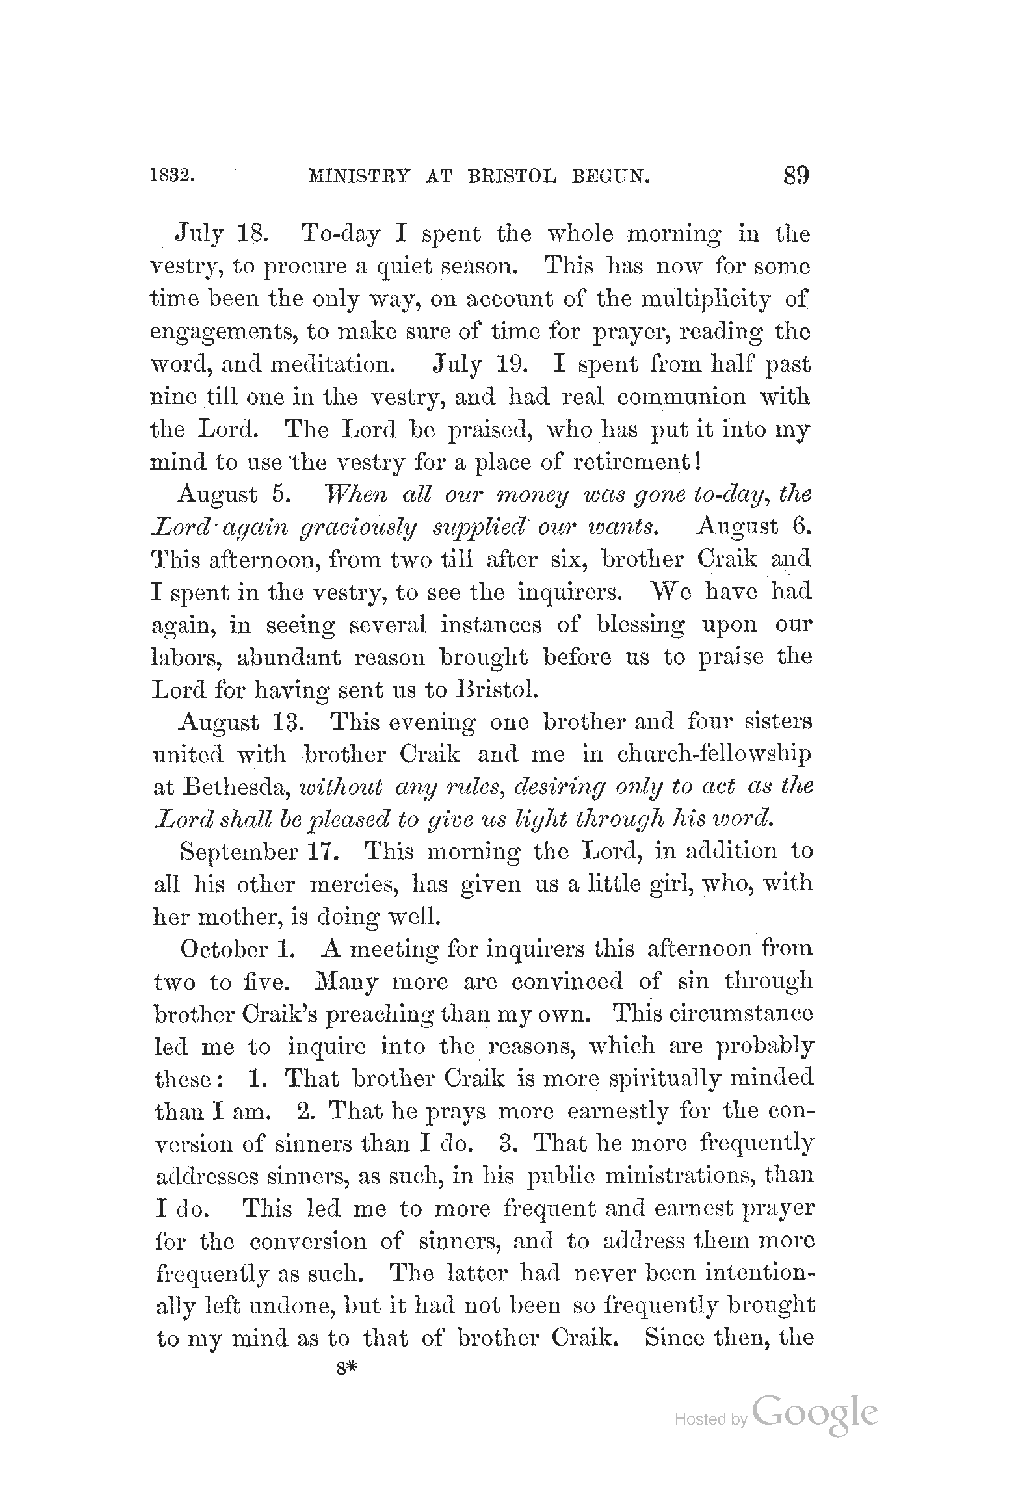 1832. MINISTRY AT BRISTOL BEGUN. 89
July 18. To-day I spent the whole morning in the
vestry, to procure a quiet season. This has now for some
time been the only way, on account of the multiplicity of
engagements, to make sure of time for prayer, reading the
word, and meditation. July 19. I spent from half past
nine till one in the vestry, and had real communion with
the Lord. The Lord be praised, who has put it into my
mind to use the vestry for a place of retirement!
August 5. When all our money was gone to-day, the
Lord again graciously supplied our wants. August 6.
This afternoon, from two till after six, brother Craik and
I spent in the vestry, to see the inquirers. We have had
again, in seeing several instances of blessing upon our
labors, abundant reason brought before us to praise the
Lord for having sent us to Bristol.
August 13. This evening one brother and four sisters
united with brother Craik and me in church-fellowship
at Bethesda, without any rules, desiring only to act as the
Lord shall be pleased to give us light through his word.
September 17. This morning the Lord, in addition to
all his other mercies, has given us a little girl, who, with
her mother, is doing well.
October 1. A meeting for inquirers this afternoon from
two to five. Many more are convinced of sin through
brother Craik's preaching than my own. This circumstance
led me to inquire into the reasons, which are probably
these: 1. That brother Craik is more spiritually minded
than I am. 2. That he prays more earnestly for the con-
version of sinners than I do. 3. That he more frequently
addresses sinners, as such, in his public ministrations, than
I do. This led me to more frequent and earnest prayer
for the conversion of sinners, and to address them more
frequently as such. The latter had never been intention-
ally left undone, but it had not been so frequently brought
to my mind as to that of brother Craik. Since then, the
8*
Hosted by Google